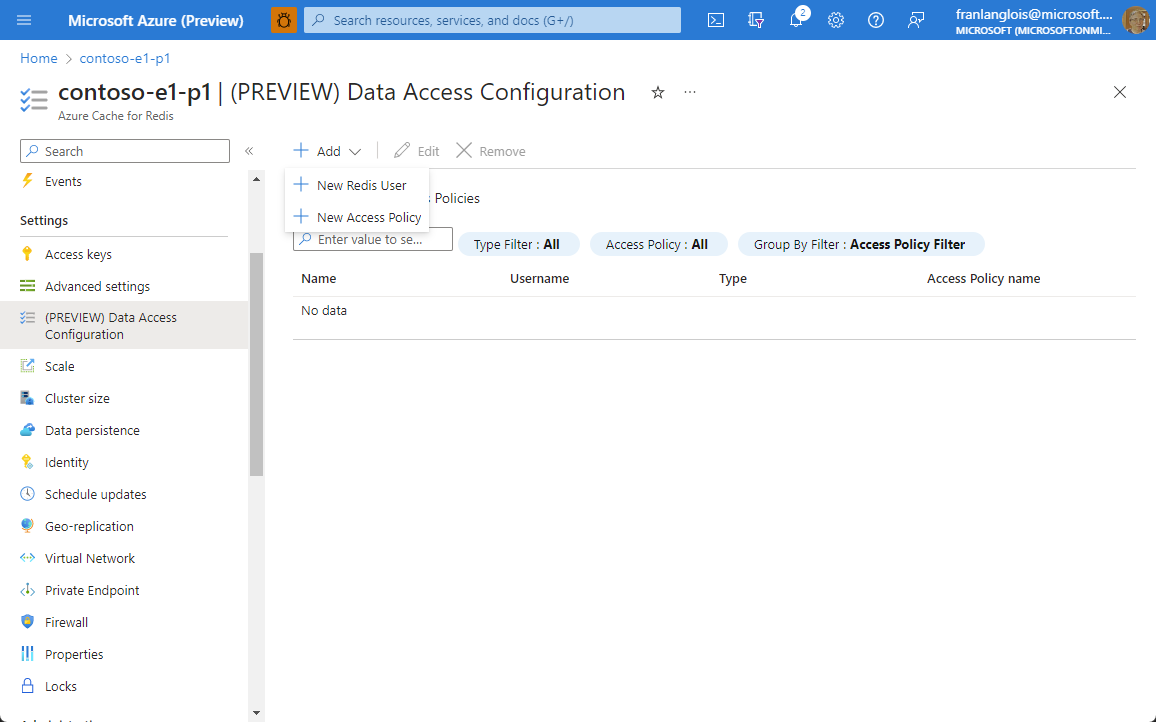 Microsoft Azure (Preview)
Search resources, services, and docs (G+/)
2
franlanglois@microsoft....
MICROSOFT (MICROSOFT.ONMI...
Home > contoso-e1-p1
contoso-e1-p1 | (PREVIEW) Data Access Configuration
...
Azure Cache for Redis
Search
«
Events
Settings
Access keys
Advanced settings
(PREVIEW) Data Access
Configuration
Scale
Cluster size
Data persistence
Identity
Schedule updates
Geo-replication
Virtual Network
Private Endpoint
Firewall
Properties
Locks
Add
Edit
Remove
New Redis User
New Access Policy
Policies
Enter value to se...
Type Filter : All
Access Policy : All
Group By Filter : Access Policy Filter
Name
Username
Type
Access Policy name
No data